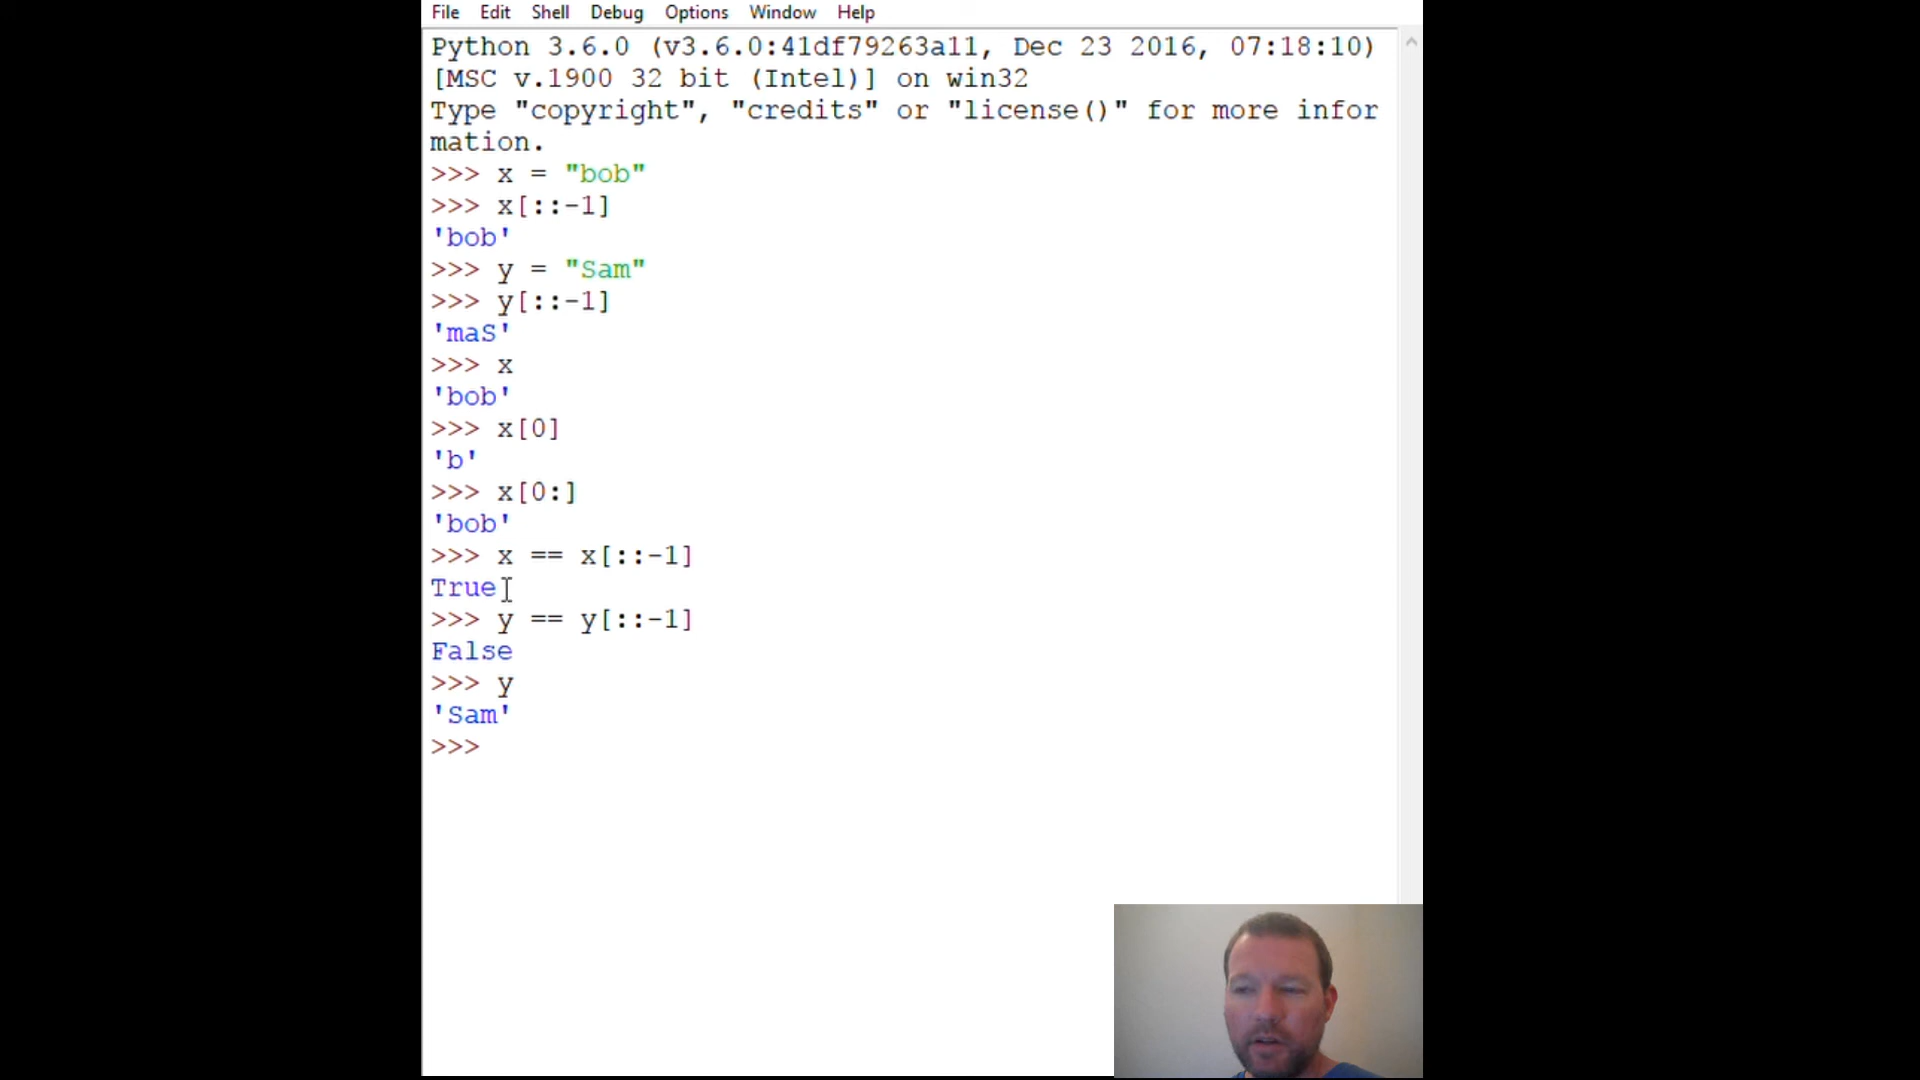 File Edit Shell Debug Options Window Help
Python 3.6.0 (v3.6.0:41df79263a11, Dec 23 2016, 07:18:10)
[MSC v.1900 32 bit (Intel)] on win32
Type "copyright", "credits" or "license()" for more infor
mation.
>>> x = "bob"
>>> x[::-1]
'bob'
>>> y = "Sam"
>>> y[::-1]
'maS'
>>> x
'bob'
>>> x[0]
'b'
>>> x[0:]
'bob'
>>> x == x[::-1]
True
>>> y == y[::-1]
False
>>> y
'Sam'
>>>